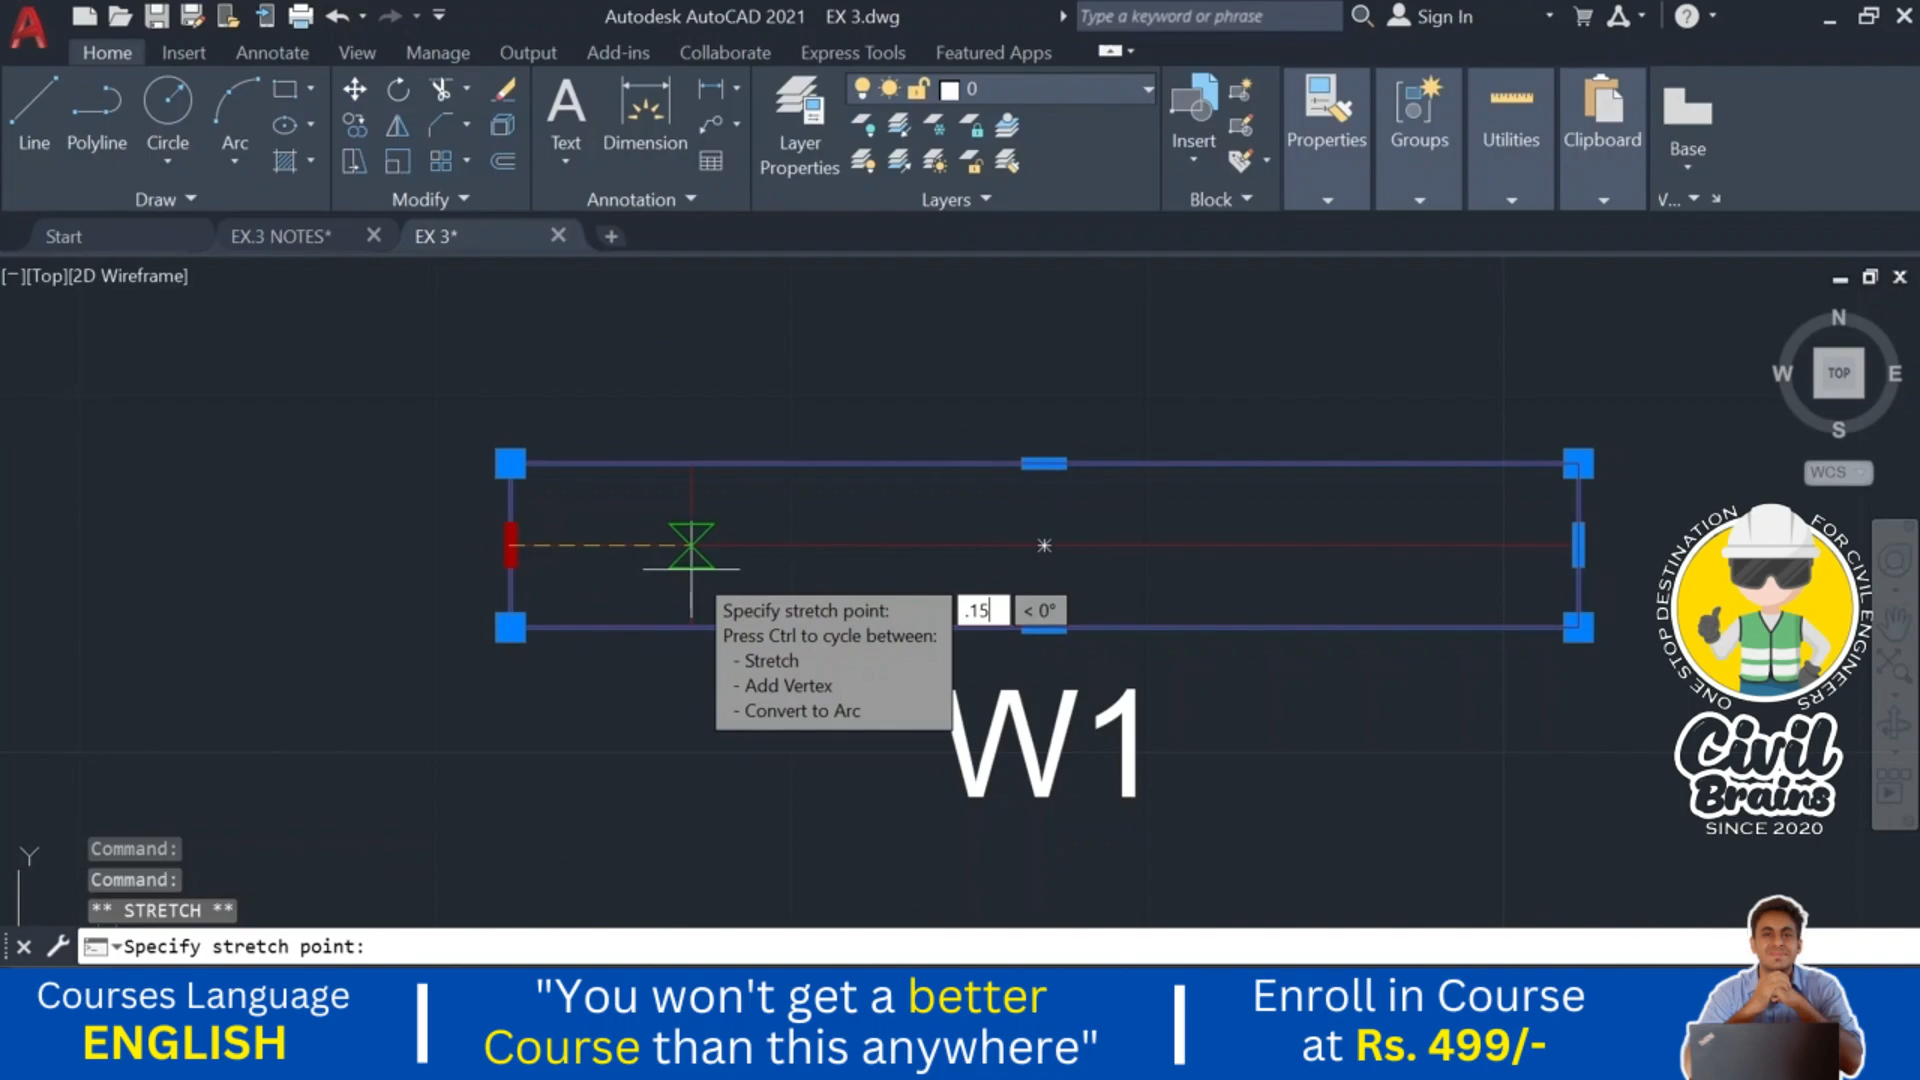 Autodesk AutoCAD 2021 EX 3.dwg
Type a keyword or phrase
Sign In
Home Insert Annotate View Manage Output Add-ins Collaborate Express Tools Featured Apps
0
Line Polyline Circle Arc
Text Dimension
Layer
Properties
Insert
Properties
Groups
Utilities
Clipboard
Base
Draw
Modify
Annotation
Layers
Block
V...
Start
EX.3 NOTES*
EX 3*
[−][Top][2D Wireframe]
N
W TOP E
S
WCS
Specify stretch point: .15 < 0°
Press Ctrl to cycle between:
- Stretch
- Add Vertex
- Convert to Arc
W1
ONE STOP DESTINATION FOR CIVIL ENGINEERS
Civil
Brains
SINCE 2020
Y
Command:
Command:
** STRETCH **
Specify stretch point:
Courses Language
ENGLISH
"You won't get a better
Course than this anywhere"
Enroll in Course
at Rs. 499/-